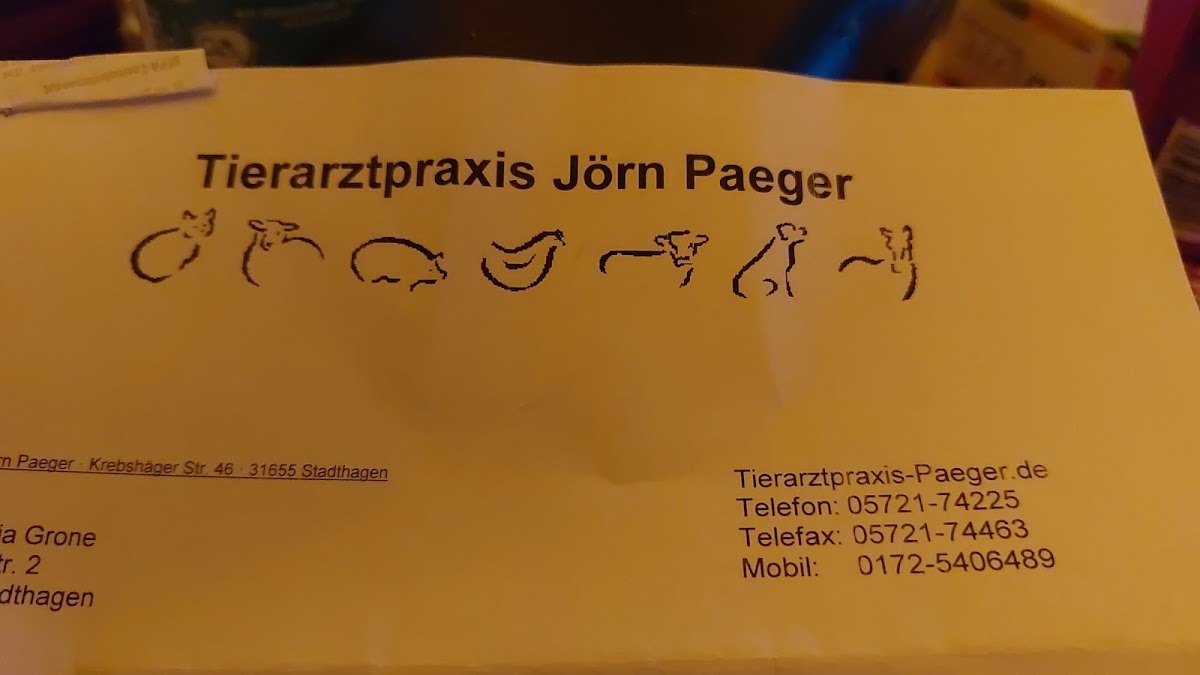 Tierarztpraxis Jörn Paeger
rn Paeger · Krebshäger Str. 46 · 31655 Stadthagen
Tierarztpraxis-Paeger.de
Telefon: 05721-74225
Telefax: 05721-74463
Mobil: 0172-5406489
ia Grone
tr. 2
dthagen